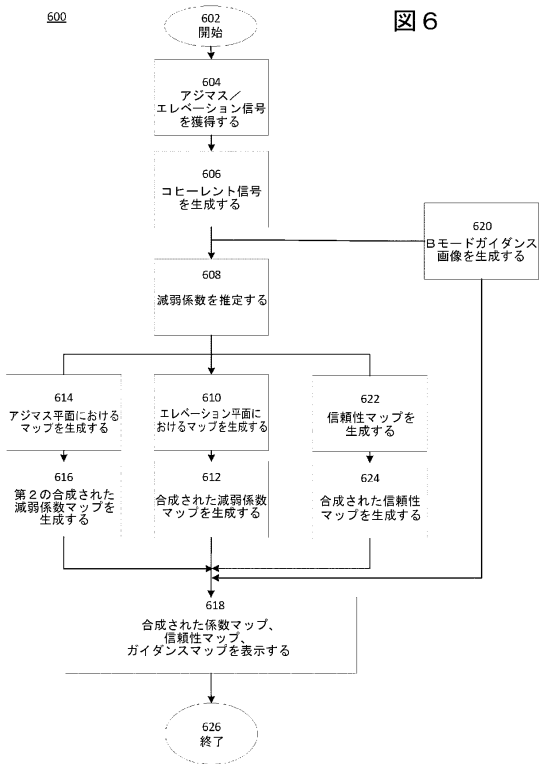 600
図６
602
開始
604
アジマス／
エレベーション信号
を獲得する
606
コヒーレント信号
を生成する
620
Ｂモードガイダンス
画像を生成する
608
減弱係数を推定する
614
アジマス平面における
マップを生成する
610
エレベーション平面に
おけるマップを生成する
622
信頼性マップを
生成する
616
第２の合成された
減弱係数マップを
生成する
612
合成された減弱係数
マップを生成する
624
合成された信頼性
マップを生成する
618
合成された係数マップ、
信頼性マップ、
ガイダンスマップを表示する
626
終了